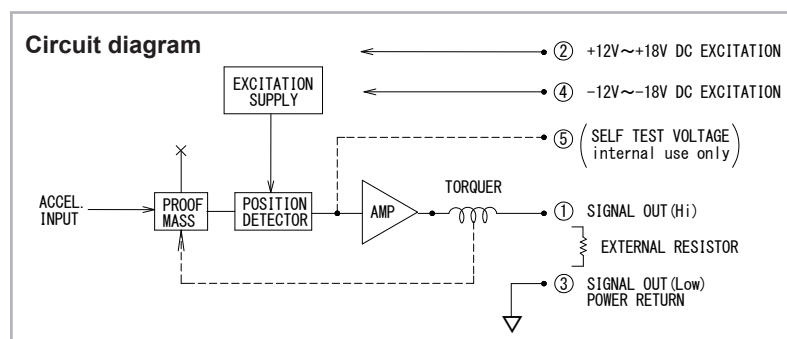 Circuit diagram
② +12V～+18V DC EXCITATION
EXCITATION
SUPPLY
④ -12V～-18V DC EXCITATION
⑤ (SELF TEST VOLTAGE
internal use only)
ACCEL.
INPUT
PROOF
MASS
POSITION
DETECTOR
AMP
TORQUER
① SIGNAL OUT(Hi)
EXTERNAL RESISTOR
③ SIGNAL OUT(Low)
POWER RETURN